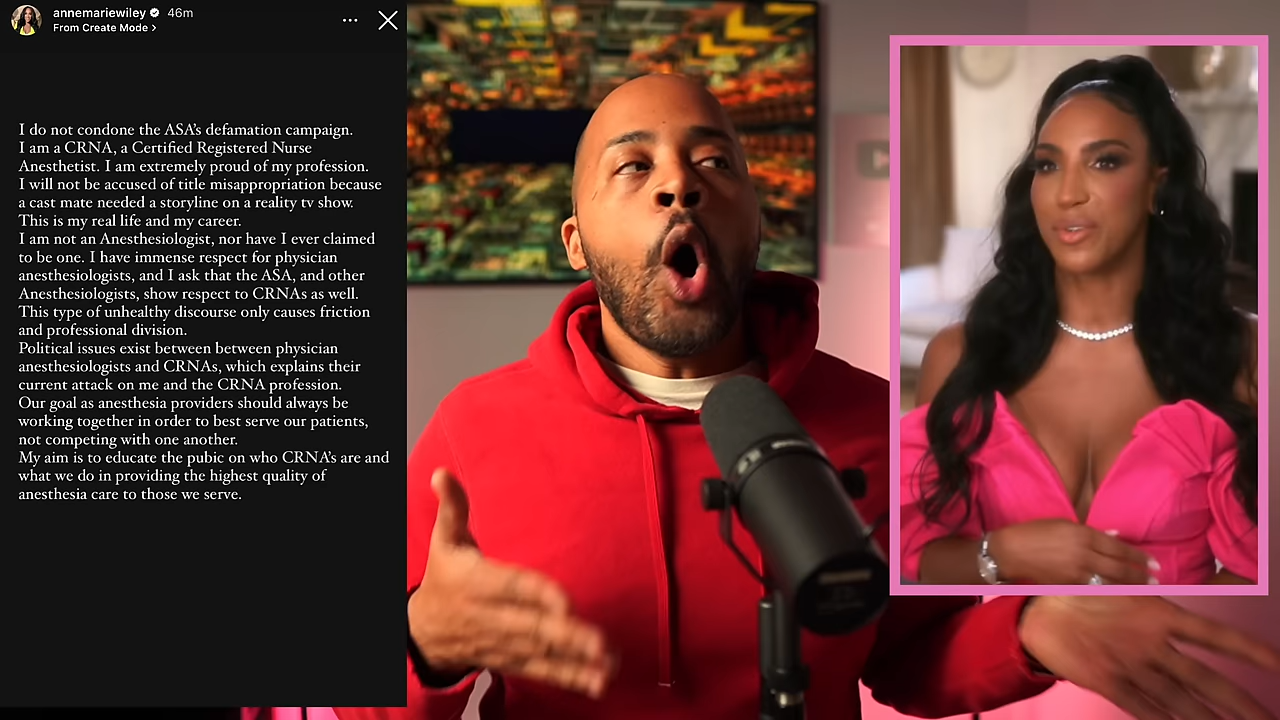 annemariewiley 46m
From Create Mode >
I do not condone the ASA's defamation campaign.
I am a CRNA, a Certified Registered Nurse
Anesthetist. I am extremely proud of my profession.
I will not be accused of title misappropriation because
a cast mate needed a storyline on a reality tv show.
This is my real life and my career.
I am not an Anesthesiologist, nor have I ever claimed
to be one. I have immense respect for physician
anesthesiologists, and I ask that the ASA, and other
Anesthesiologists, show respect to CRNAs as well.
This type of unhealthy discourse only causes friction
and professional division.
Political issues exist between between physician
anesthesiologists and CRNAs, which explains their
current attack on me and the CRNA profession.
Our goal as anesthesia providers should always be
working together in order to best serve our patients,
not competing with one another.
My aim is to educate the pubic on who CRNA's are and
what we do in providing the highest quality of
anesthesia care to those we serve.